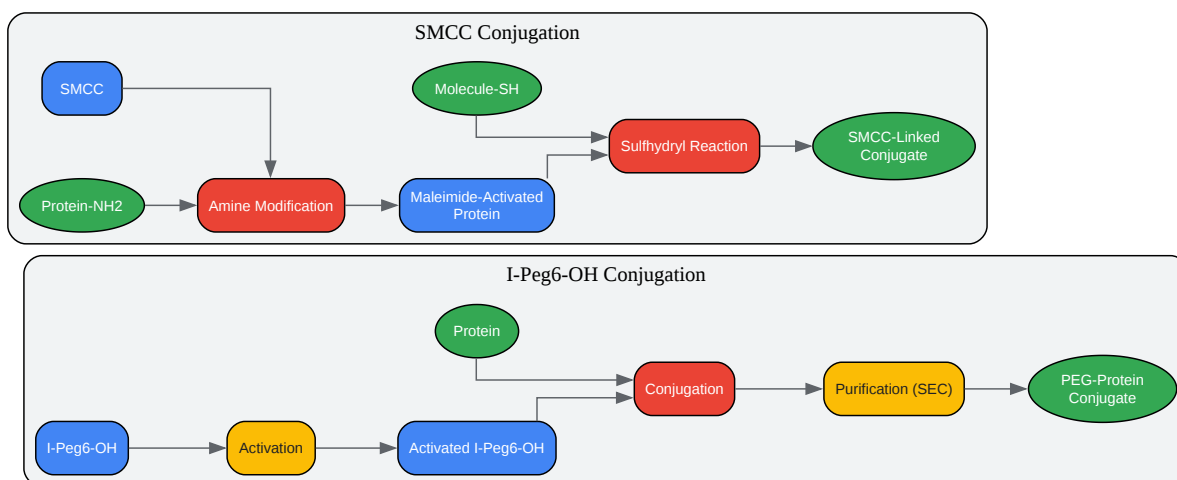 SMCC Conjugation
SMCC
Molecule-SH
Sulfhydryl Reaction
SMCC-Linked
Conjugate
Protein-NH2
Amine Modification
Maleimide-Activated
Protein
I-Peg6-OH Conjugation
Protein
Conjugation
Purification (SEC)
PEG-Protein
Conjugate
I-Peg6-OH
Activation
Activated I-Peg6-OH